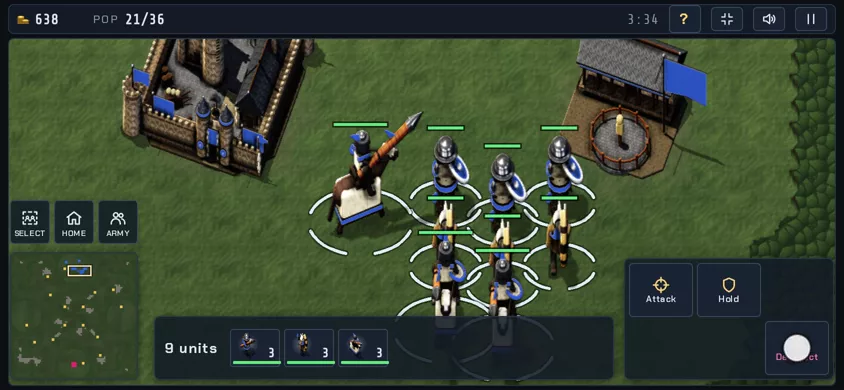 638 POP 21/36 3:34 ?
SELECT HOME ARMY
Attack Hold
9 units 3 3 3